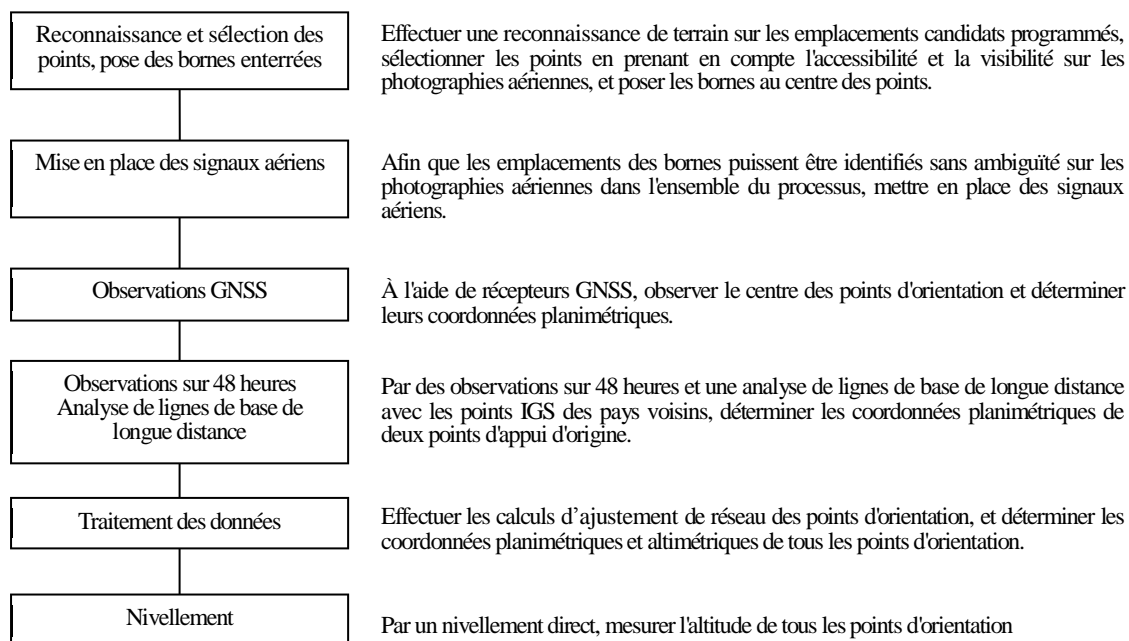 Reconnaissance et sélection des
points, pose des bornes enterrées
Effectuer une reconnaissance de terrain sur les emplacements candidats programmés,
sélectionner les points en prenant en compte l'accessibilité et la visibilité sur les
photographies aériennes, et poser les bornes au centre des points.
Mise en place des signaux aériens
Afin que les emplacements des bornes puissent être identifiés sans ambiguïté sur les
photographies aériennes dans l'ensemble du processus, mettre en place des signaux
aériens.
Observations GNSS
À l'aide de récepteurs GNSS, observer le centre des points d'orientation et déterminer
leurs coordonnées planimétriques.
Observations sur 48 heures
Analyse de lignes de base de
longue distance
Par des observations sur 48 heures et une analyse de lignes de base de longue distance
avec les points IGS des pays voisins, déterminer les coordonnées planimétriques de
deux points d'appui d'origine.
Traitement des données
Effectuer les calculs d’ajustement de réseau des points d'orientation, et déterminer les
coordonnées planimétriques et altimétriques de tous les points d'orientation.
Nivellement
Par un nivellement direct, mesurer l'altitude de tous les points d'orientation